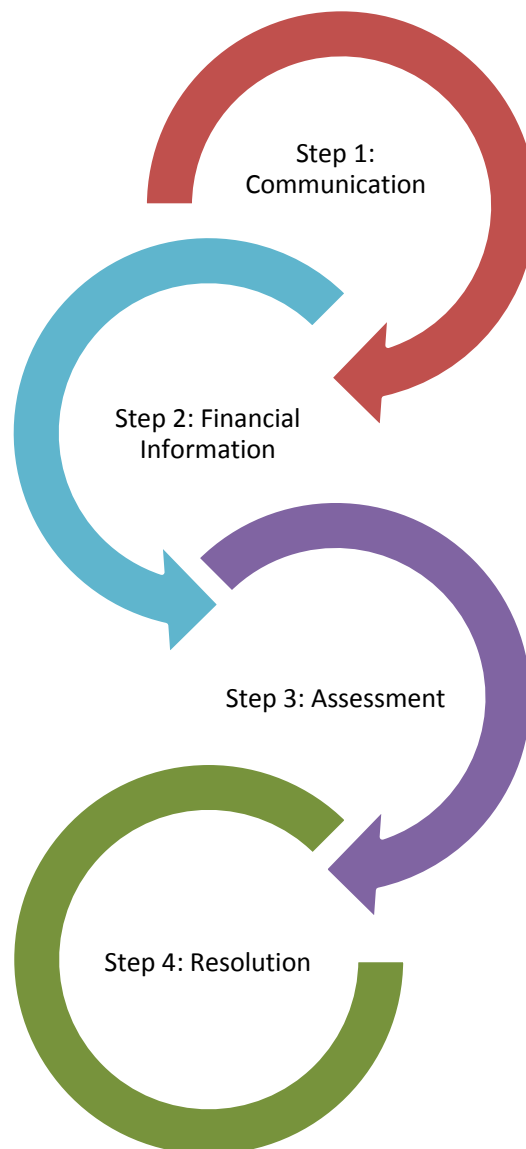 Step 1:
Communication
Step 2: Financial
Information
Step 3: Assessment
Step 4: Resolution